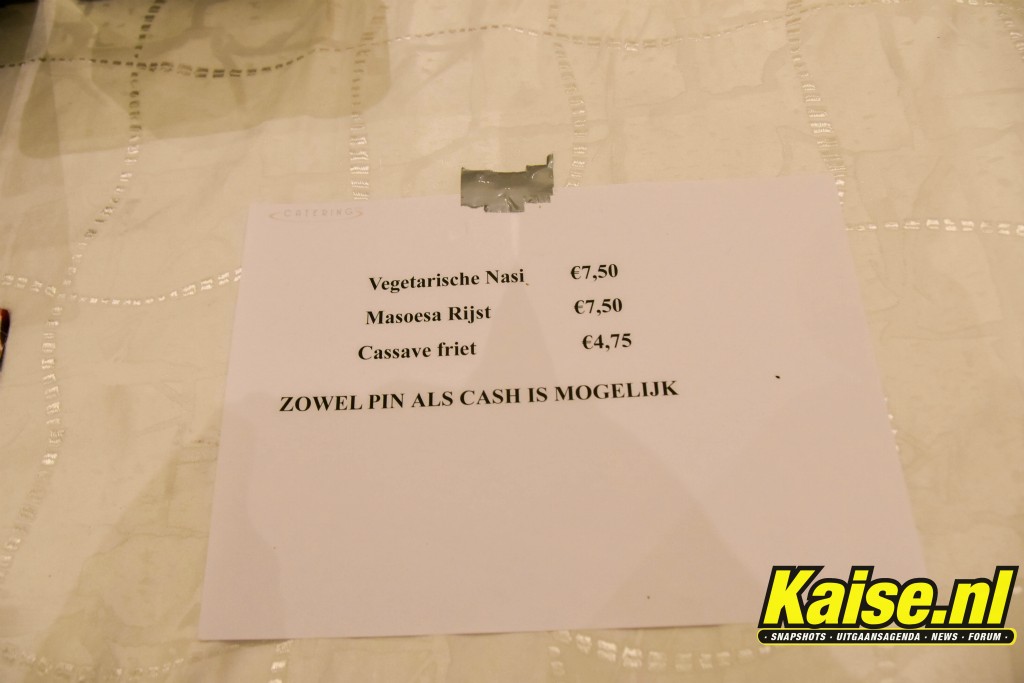 CATERING
Vegetarische Nasi €7,50
Masoesa Rijst €7,50
Cassave friet €4,75
ZOWEL PIN ALS CASH IS MOGELIJK
Kaise.nl
· SNAPSHOTS · UITGAANSAGENDA · NEWS · FORUM ·